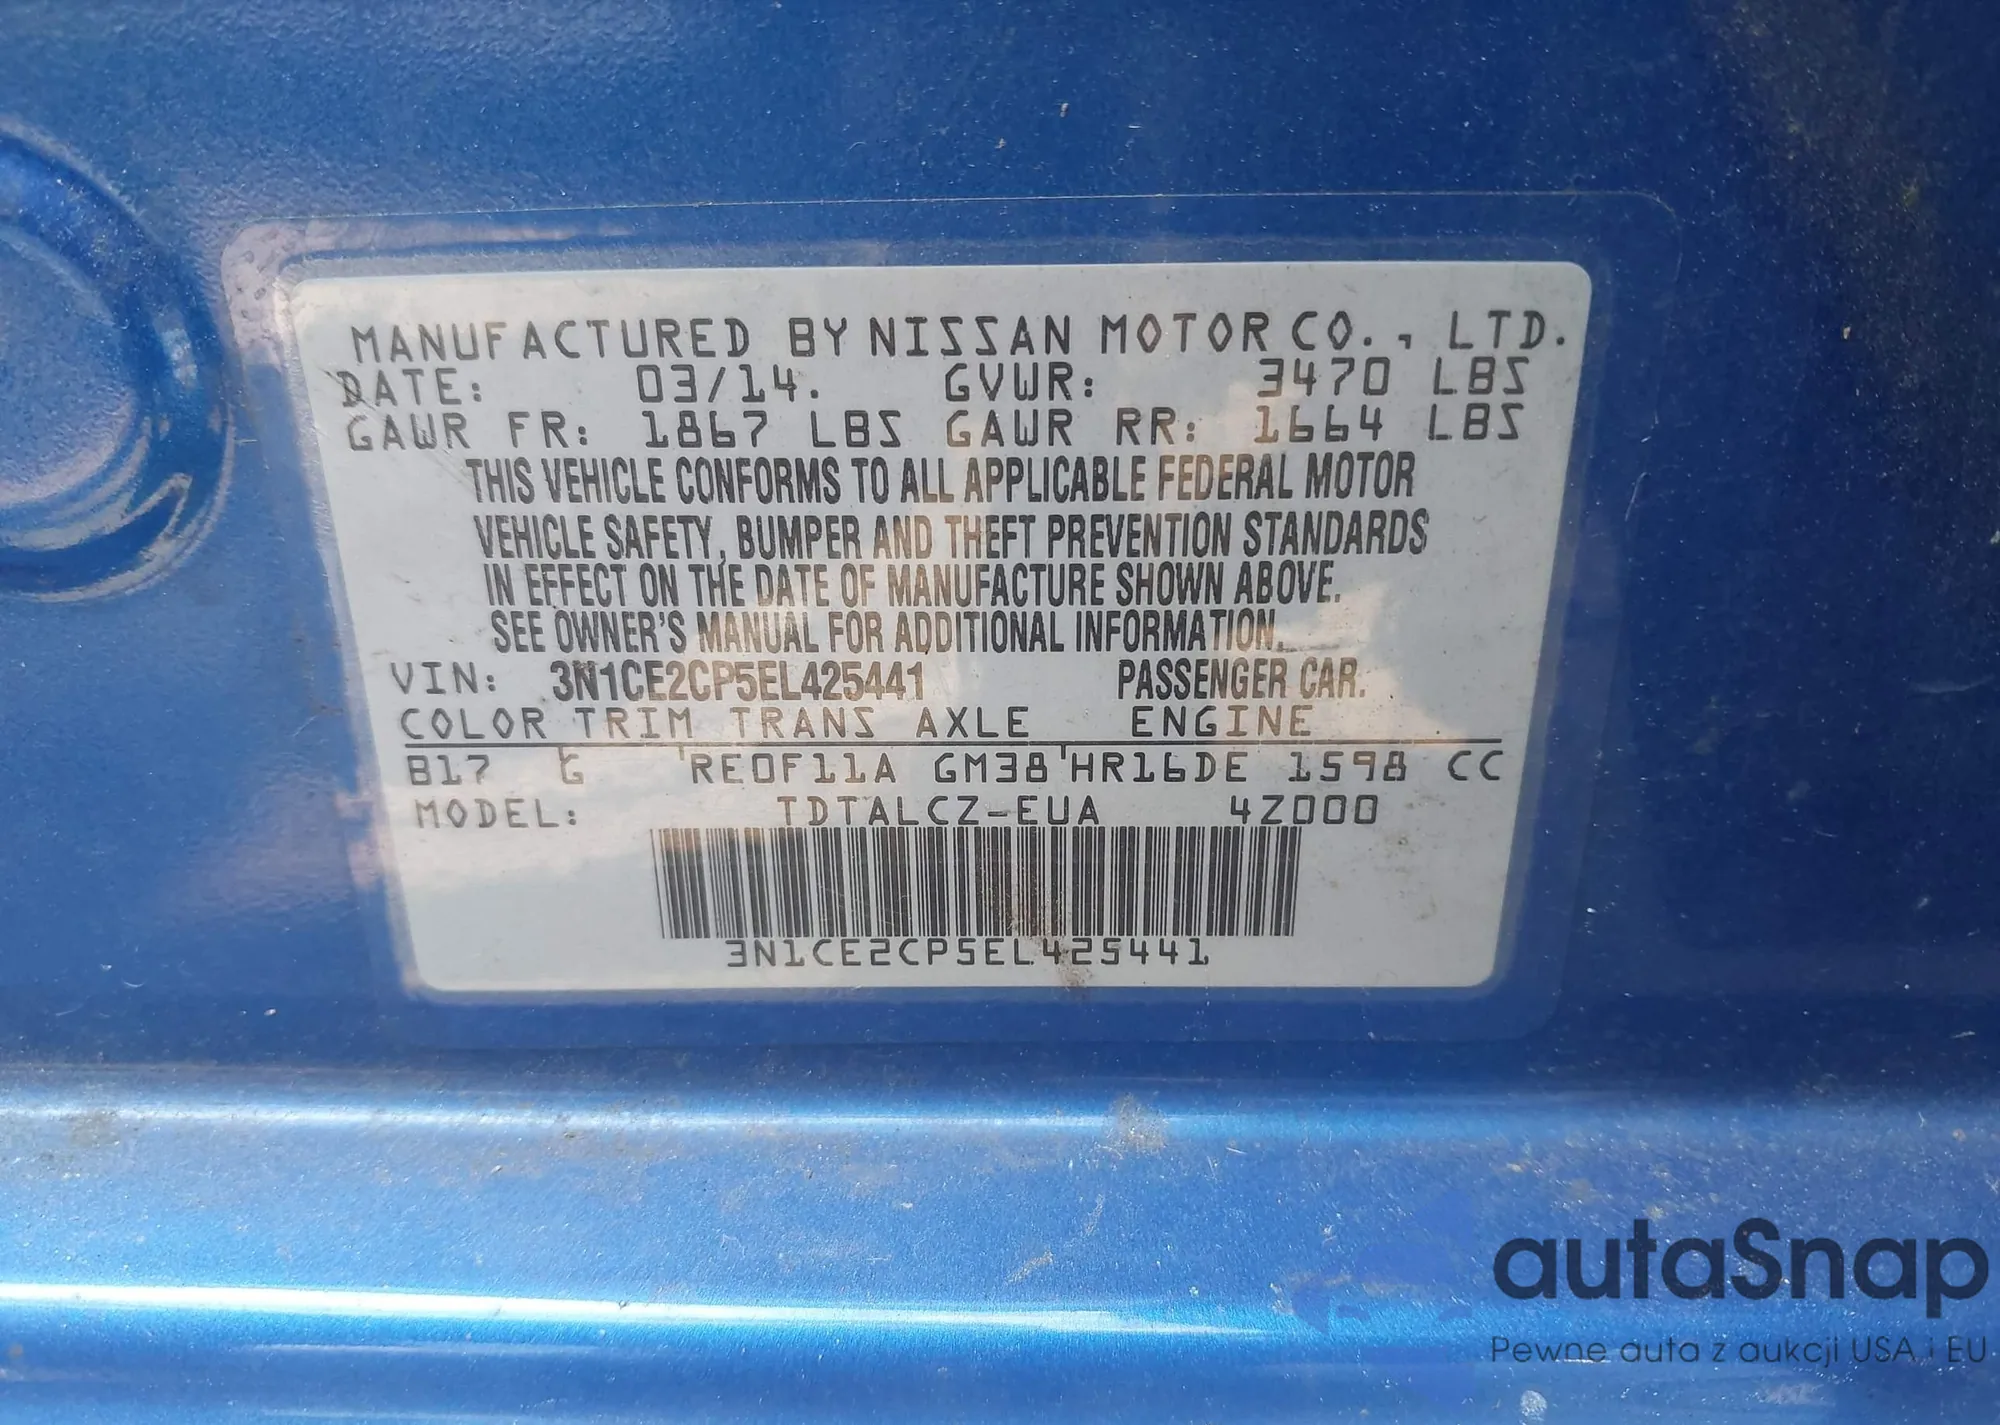 MANUFACTURED BY NISSAN MOTOR CO., LTD.
DATE: 03/14. GVWR: 3470 LBS
GAWR FR: 1867 LBS GAWR RR: 1664 LBS
THIS VEHICLE CONFORMS TO ALL APPLICABLE FEDERAL MOTOR
VEHICLE SAFETY, BUMPER AND THEFT PREVENTION STANDARDS
IN EFFECT ON THE DATE OF MANUFACTURE SHOWN ABOVE.
SEE OWNER'S MANUAL FOR ADDITIONAL INFORMATION.
VIN: 3N1CE2CP5EL425441 PASSENGER CAR.
COLOR TRIM TRANS AXLE ENGINE
B17 G RE0F11A GM38 HR16DE 1598 CC
MODEL: TDTALCZ-EUA 4Z000
3N1CE2CP5EL425441
autaSnap
Pewne auta z aukcji USA i EU